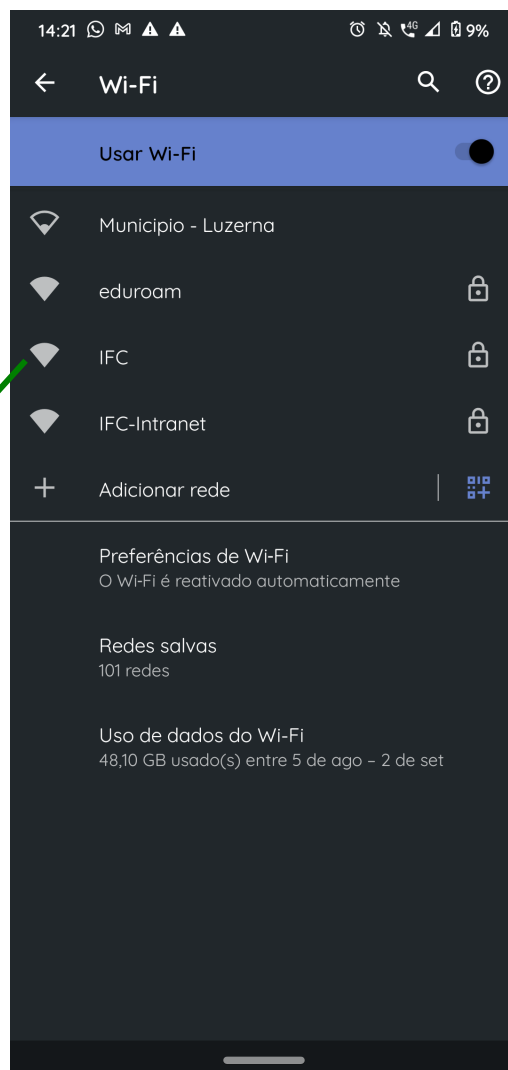 14:21 4G 9%
Wi-Fi
Usar Wi-Fi
Municipio - Luzerna
eduroam
IFC
IFC-Intranet
Adicionar rede
Preferências de Wi-Fi
O Wi-Fi é reativado automaticamente
Redes salvas
101 redes
Uso de dados do Wi-Fi
48,10 GB usado(s) entre 5 de ago – 2 de set